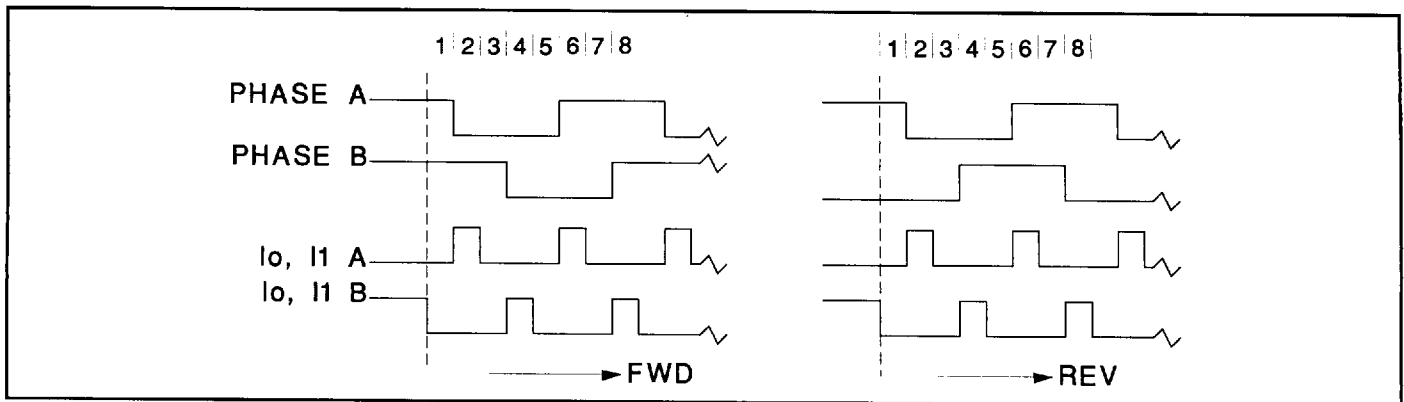 1 2 3 4 5 6 7 8
1 2 3 4 5 6 7 8
PHASE A
PHASE B
Io, I1 A
Io, I1 B
FWD
REV